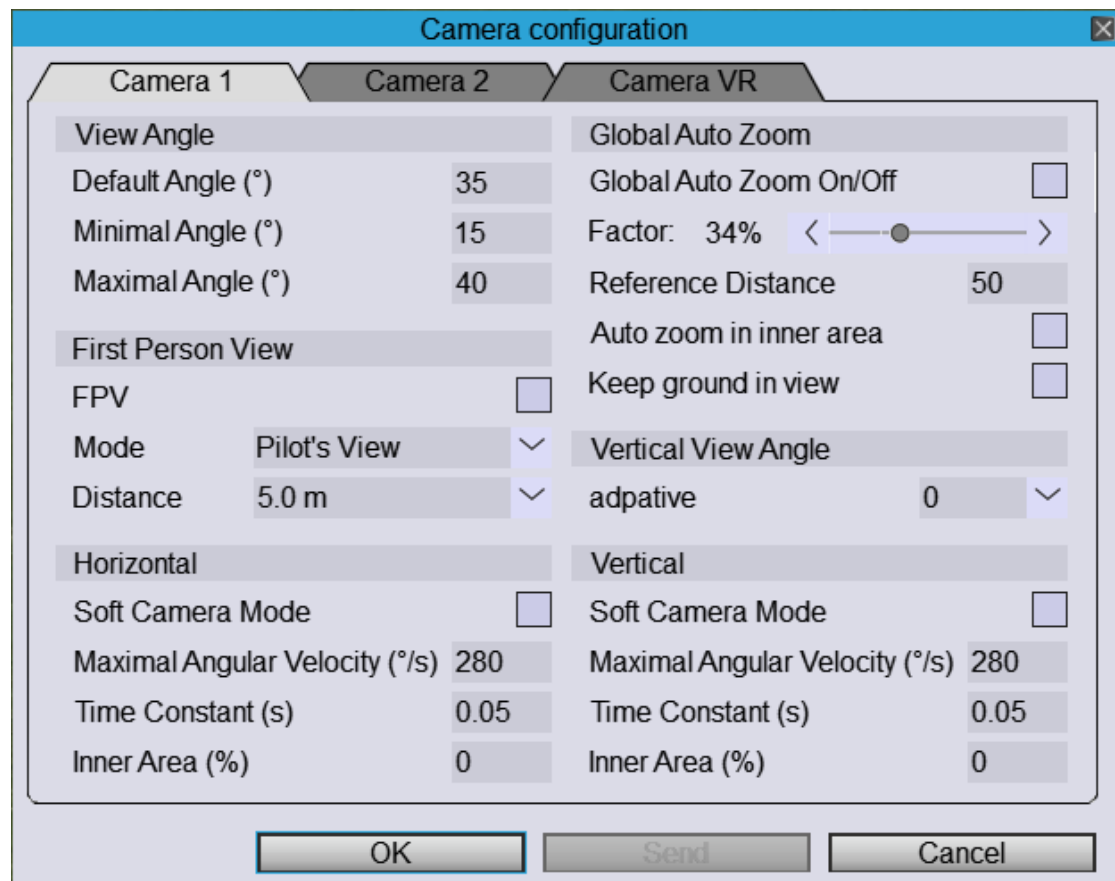 Camera configuration
Camera 1 Camera 2 Camera VR
View Angle
Default Angle (°) 35
Minimal Angle (°) 15
Maximal Angle (°) 40
First Person View
FPV
Mode Pilot's View
Distance 5.0 m
Horizontal
Soft Camera Mode
Maximal Angular Velocity (°/s) 280
Time Constant (s) 0.05
Inner Area (%) 0
Global Auto Zoom
Global Auto Zoom On/Off
Factor: 34%
Reference Distance 50
Auto zoom in inner area
Keep ground in view
Vertical View Angle
adpative 0
Vertical
Soft Camera Mode
Maximal Angular Velocity (°/s) 280
Time Constant (s) 0.05
Inner Area (%) 0
OK Send Cancel